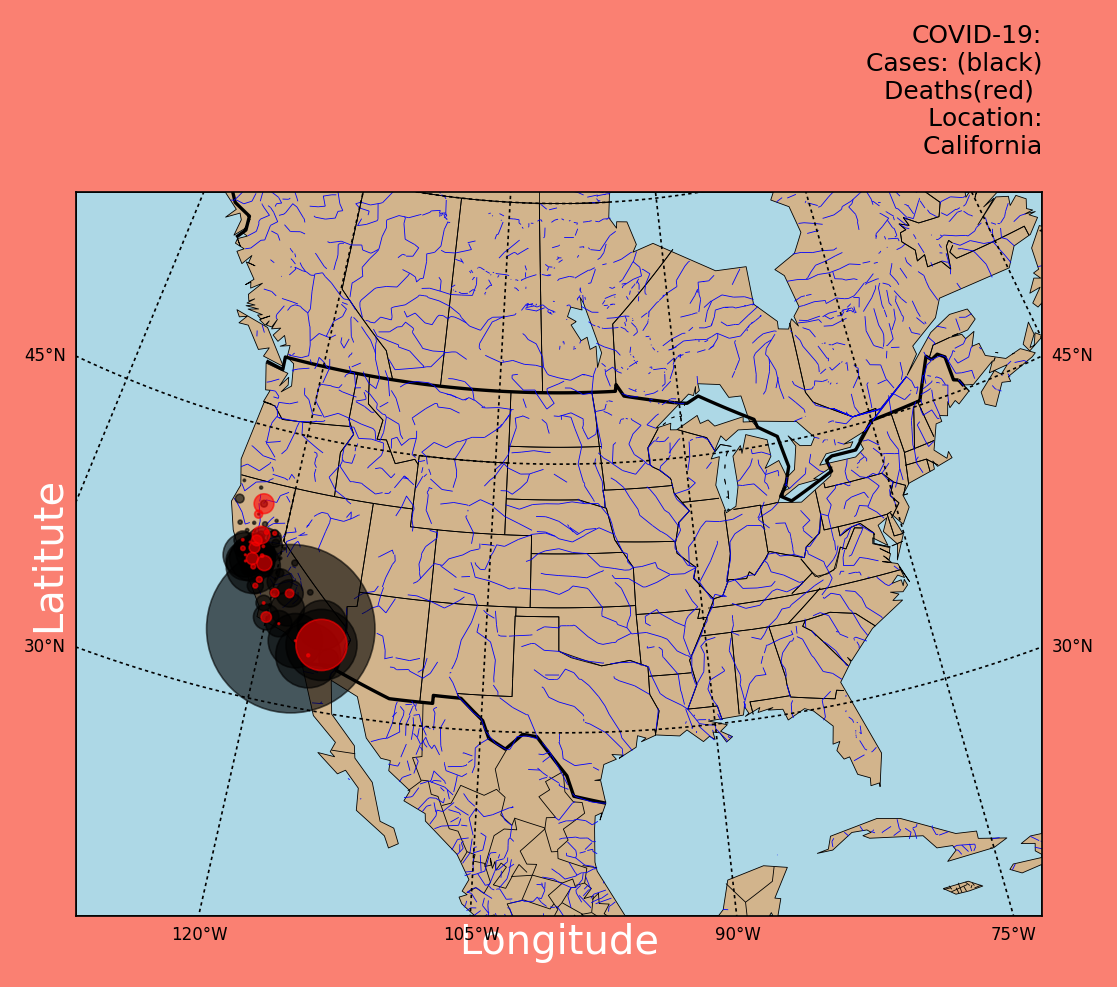 COVID-19:
Cases: (black)
Deaths(red)
Location:
California
45°N
45°N
Latitute
30°N
30°N
120°W
105°W
90°W
75°W
Longitude